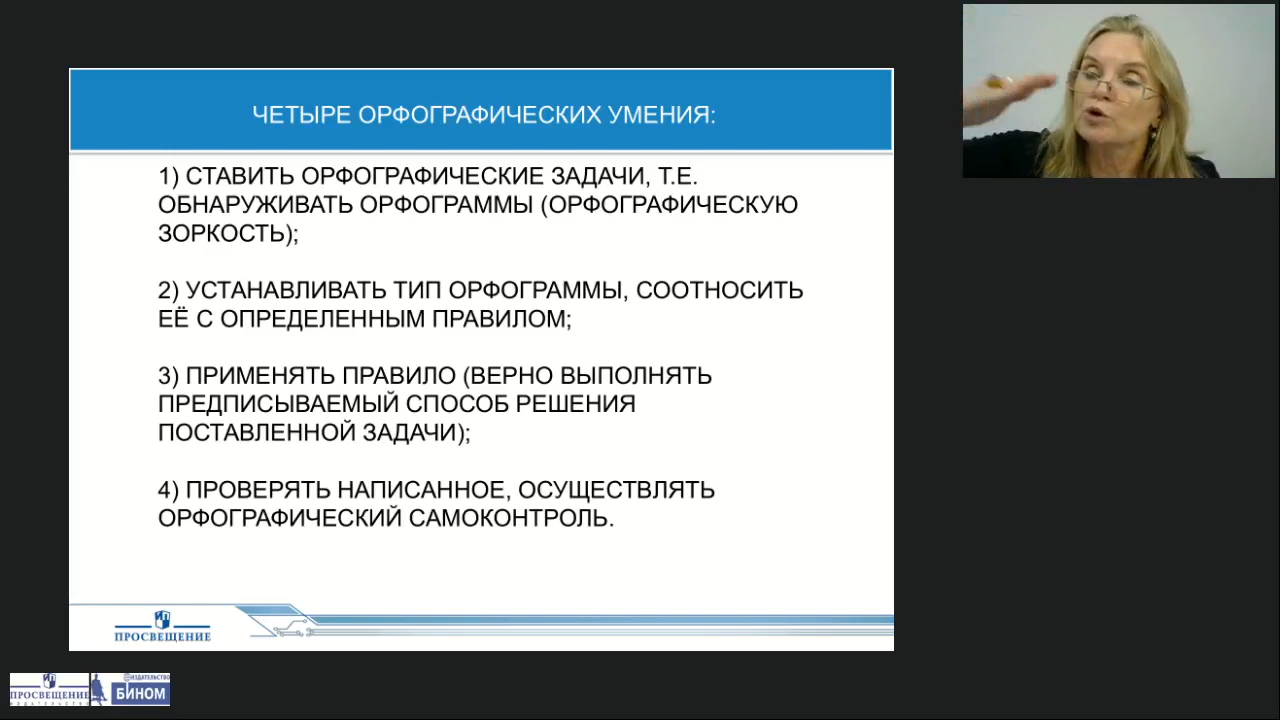 ЧЕТЫРЕ ОРФОГРАФИЧЕСКИХ УМЕНИЯ:
1) СТАВИТЬ ОРФОГРАФИЧЕСКИЕ ЗАДАЧИ, Т.Е.
ОБНАРУЖИВАТЬ ОРФОГРАММЫ (ОРФОГРАФИЧЕСКУЮ
ЗОРКОСТЬ);
2) УСТАНАВЛИВАТЬ ТИП ОРФОГРАММЫ, СООТНОСИТЬ
ЕЁ С ОПРЕДЕЛЕННЫМ ПРАВИЛОМ;
3) ПРИМЕНЯТЬ ПРАВИЛО (ВЕРНО ВЫПОЛНЯТЬ
ПРЕДПИСЫВАЕМЫЙ СПОСОБ РЕШЕНИЯ
ПОСТАВЛЕННОЙ ЗАДАЧИ);
4) ПРОВЕРЯТЬ НАПИСАННОЕ, ОСУЩЕСТВЛЯТЬ
ОРФОГРАФИЧЕСКИЙ САМОКОНТРОЛЬ.
ПРОСВЕЩЕНИЕ
ПРОСВЕЩЕНИЕ
ИЗДАТЕЛЬСТВО
ИЗДАТЕЛЬСТВО
БИНОМ